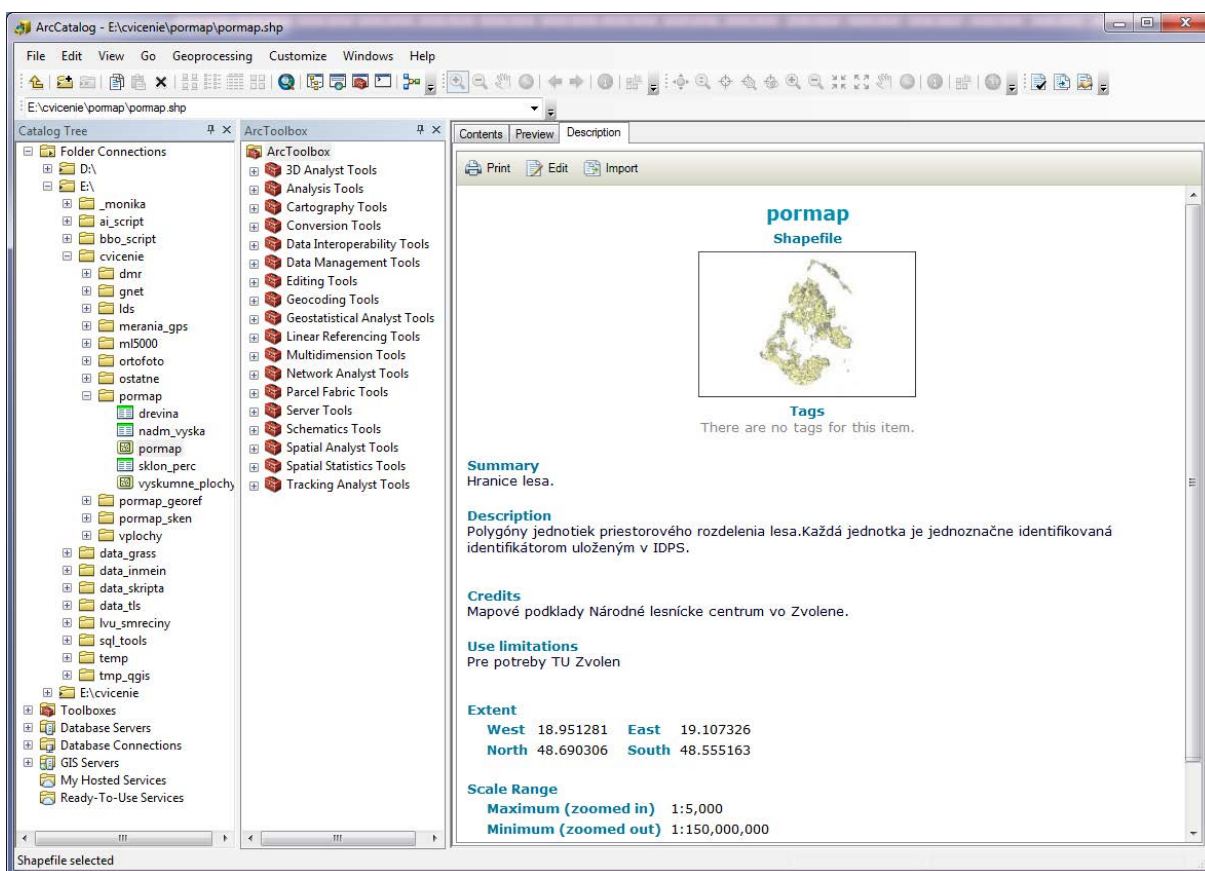 ArcCatalog - E:\cvicenie\pormap\pormap.shp
File Edit View Go Geoprocessing Customize Windows Help
E:\cvicenie\pormap\pormap.shp
Catalog Tree
Folder Connections
D:\
E:\
_monika
ai_script
bbo_script
cvicenie
dmr
gnet
lds
merania_gps
ml5000
ortofoto
ostatne
pormap
drevina
nadm_vyska
pormap
sklon_perc
vyskumne_plochy
pormap_georef
pormap_sken
vplochy
data_grass
data_inmein
data_skripta
data_tls
lvu_smreciny
sql_tools
temp
tmp_qgis
E:\cvicenie
Toolboxes
Database Servers
Database Connections
GIS Servers
My Hosted Services
Ready-To-Use Services
ArcToolbox
ArcToolbox
3D Analyst Tools
Analysis Tools
Cartography Tools
Conversion Tools
Data Interoperability Tools
Data Management Tools
Editing Tools
Geocoding Tools
Geostatistical Analyst Tools
Linear Referencing Tools
Multidimension Tools
Network Analyst Tools
Parcel Fabric Tools
Server Tools
Schematics Tools
Spatial Analyst Tools
Spatial Statistics Tools
Tracking Analyst Tools
Contents Preview Description
Print Edit Import
pormap
Shapefile
Tags
There are no tags for this item.
Summary
Hranice lesa.
Description
Polygóny jednotiek priestorového rozdelenia lesa.Každá jednotka je jednoznačne identifikovaná
identifikátorom uloženým v IDPS.
Credits
Mapové podklady Národné lesnícke centrum vo Zvolene.
Use limitations
Pre potreby TU Zvolen
Extent
West 18.951281 East 19.107326
North 48.690306 South 48.555163
Scale Range
Maximum (zoomed in) 1:5,000
Minimum (zoomed out) 1:150,000,000
Shapefile selected